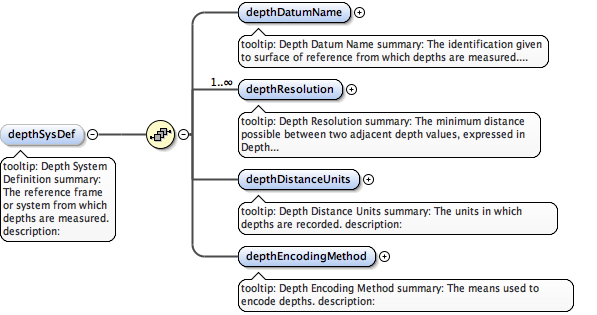 depthDatumName
tooltip: Depth Datum Name summary: The identification given
to surface of reference from which depths are measured....
1..∞
depthResolution
tooltip: Depth Resolution summary: The minimum distance
possible between two adjacent depth values, expressed in
Depth...
depthSysDef
tooltip: Depth System
Definition summary:
The reference frame
or system from which
depths are measured.
description:
depthDistanceUnits
tooltip: Depth Distance Units summary: The units in which
depths are recorded. description:
depthEncodingMethod
tooltip: Depth Encoding Method summary: The means used to
encode depths. description: